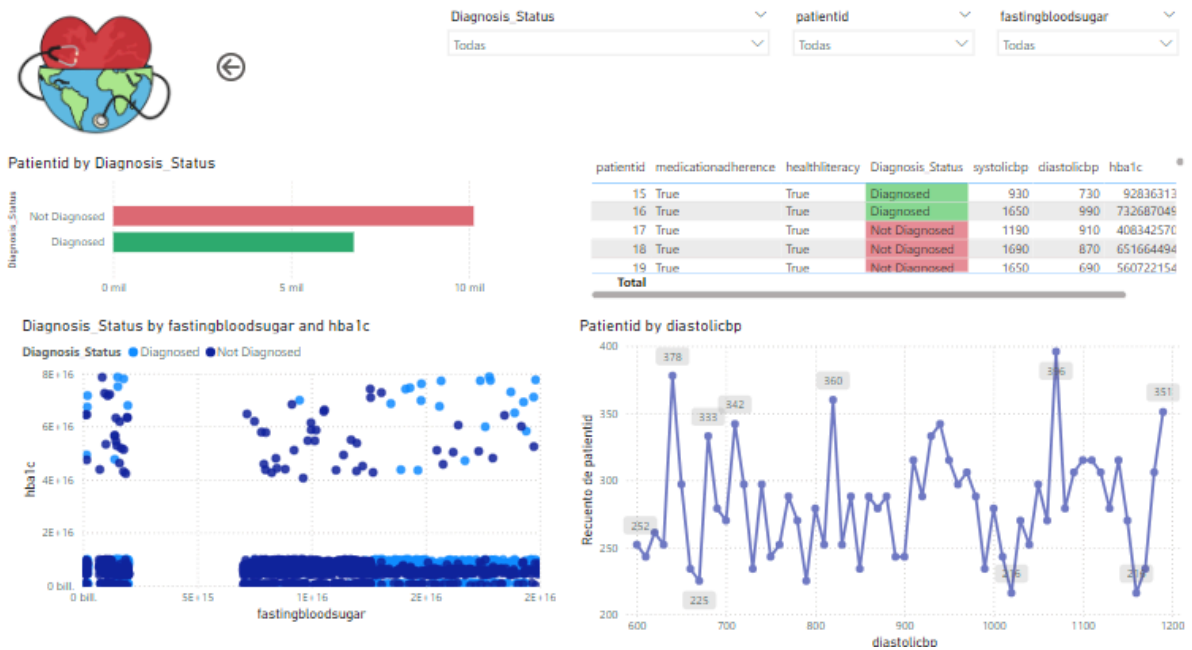 Diagnosis_Status patientid fastingbloodsugar
Todas Todas Todas
Patientid by Diagnosis_Status
Diagnosis_Status
Not Diagnosed
Diagnosed
0 mil 5 mil 10 mil
patientid medicationadherence healthliteracy Diagnosis_Status systolicbp diastolicbp hba1c
15 True True Diagnosed 930 730 92836313
16 True True Diagnosed 1650 990 732687049
17 True True Not Diagnosed 1190 910 408342570
18 True True Not Diagnosed 1690 870 651664494
19 True True Not Diagnosed 1650 690 560722154
Total
Diagnosis_Status by fastingbloodsugar and hba1c
Diagnosis_Status Diagnosed Not Diagnosed
hba1c
8E+16
6E+16
4E+16
2E+16
0 bill.
0 bill. 5E+15 1E+16 2E+16 2E+16
fastingbloodsugar
Patientid by diastolicbp
Recuento de patientid
400
350
300
250
200
378
333
342
360
396
351
252
225
216
216
600 700 800 900 1000 1100 1200
diastolicbp